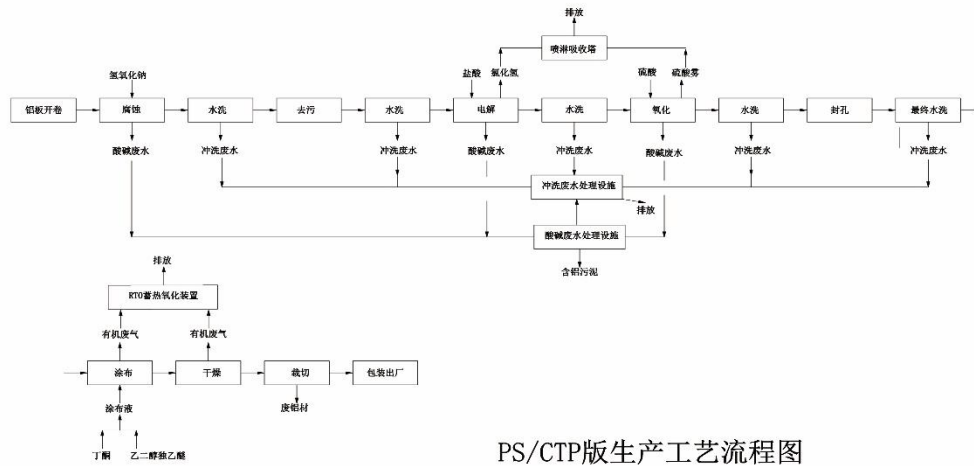 排放
喷淋吸收塔
氢氧化钠
盐酸
氯化氢
硫酸
硫酸雾
铝板开卷
腐蚀
水洗
去污
水洗
电解
水洗
氧化
水洗
封孔
最终水洗
酸碱废水
冲洗废水
冲洗废水
酸碱废水
冲洗废水
酸碱废水
冲洗废水
冲洗废水
冲洗废水处理设施
排放
酸碱废水处理设施
含铝污泥
排放
RTO蓄热氧化装置
有机废气
有机废气
涂布
干燥
裁切
包装出厂
涂布液
废铝材
丁酮
乙二醇独乙醚
PS/CTP版生产工艺流程图